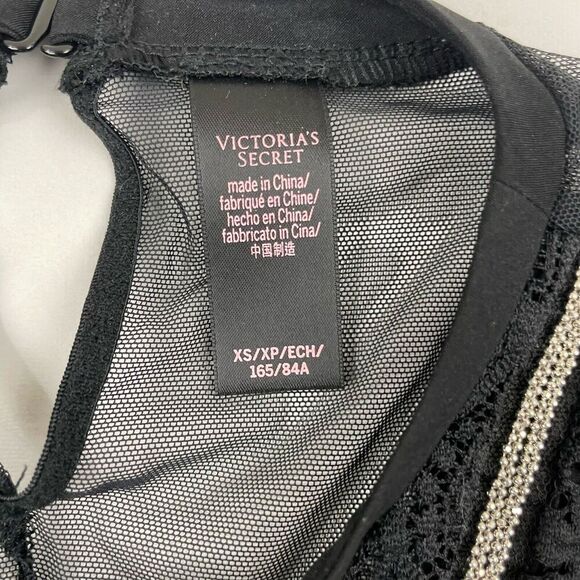 VICTORIA'S
SECRET
made in China/
fabriqué en Chine/
hecho en China/
fabbricato in Cina/
中国制造
XS/XP/ECH/
165/84A